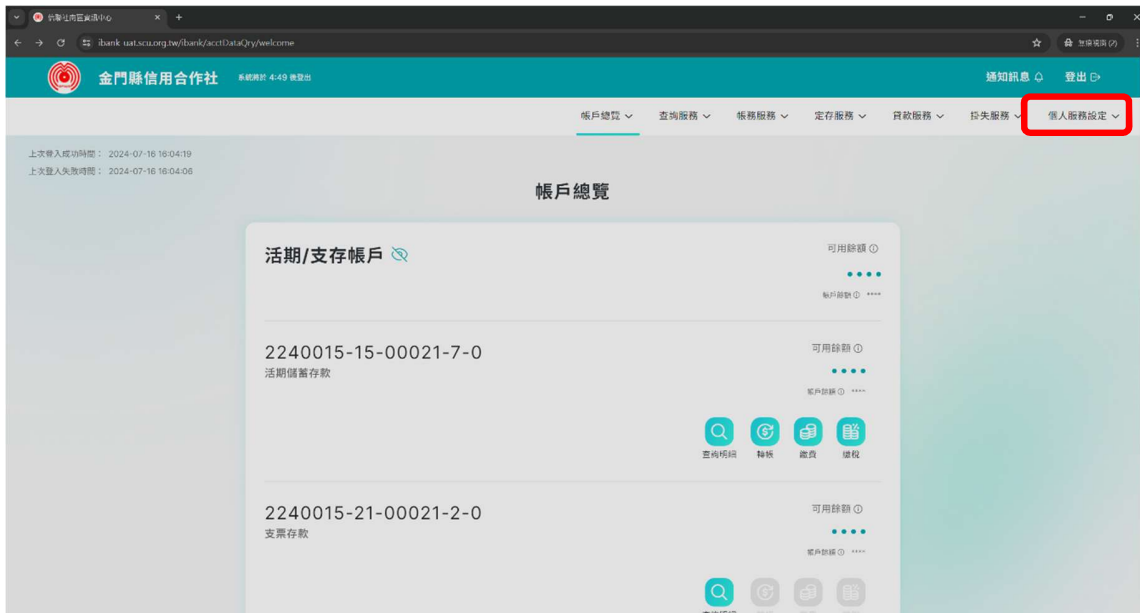 ibank-uat.scu.org.tw/ibank/acctDataQry/welcome
金門縣信用合作社 系統將於 4:49 後登出 通知訊息 登出
帳戶總覽 查詢服務 帳務服務 定存服務 貸款服務 掛失服務 個人服務設定
上次登入成功時間： 2024-07-16 16:04:19
上次登入失敗時間： 2024-07-16 16:04:06
帳戶總覽
活期/支存帳戶 可用餘額
帳戶餘額 ****
2240015-15-00021-7-0 可用餘額
活期儲蓄存款
帳戶餘額 ****
查詢明細 轉帳 繳費 繳稅
2240015-21-00021-2-0 可用餘額
支票存款
帳戶餘額 ****